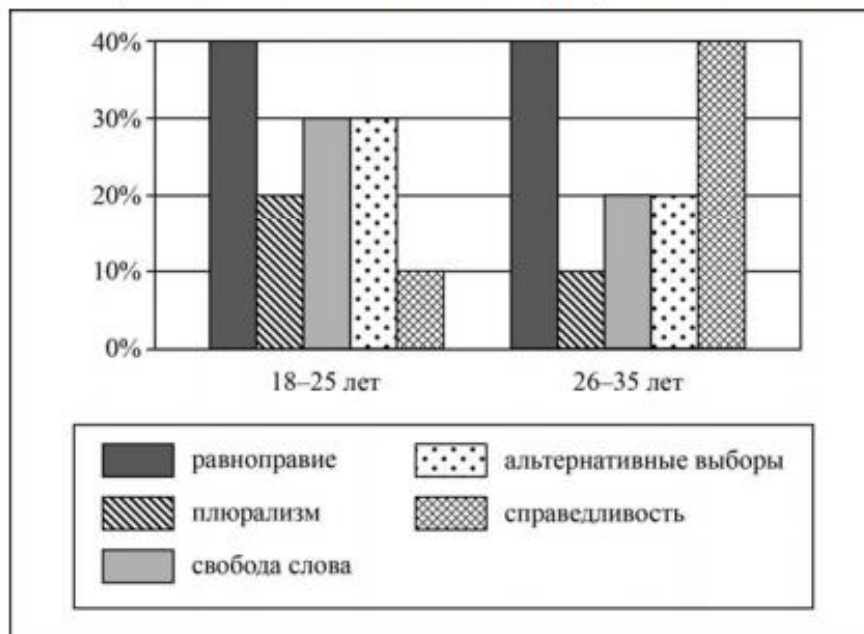 40%
30%
20%
10%
0%
18–25 лет
26–35 лет
равноправие
альтернативные выборы
плюрализм
справедливость
свобода слова